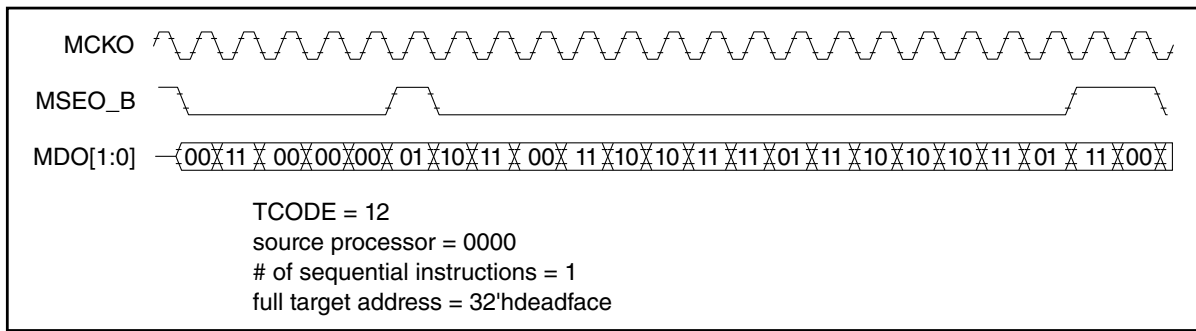 MCKO
MSEO_B
MDO[1:0] 00 11 00 00 00 01 10 11 00 11 10 10 11 11 01 11 10 10 10 11 01 11 00
TCODE = 12
source processor = 0000
# of sequential instructions = 1
full target address = 32'hdeadface